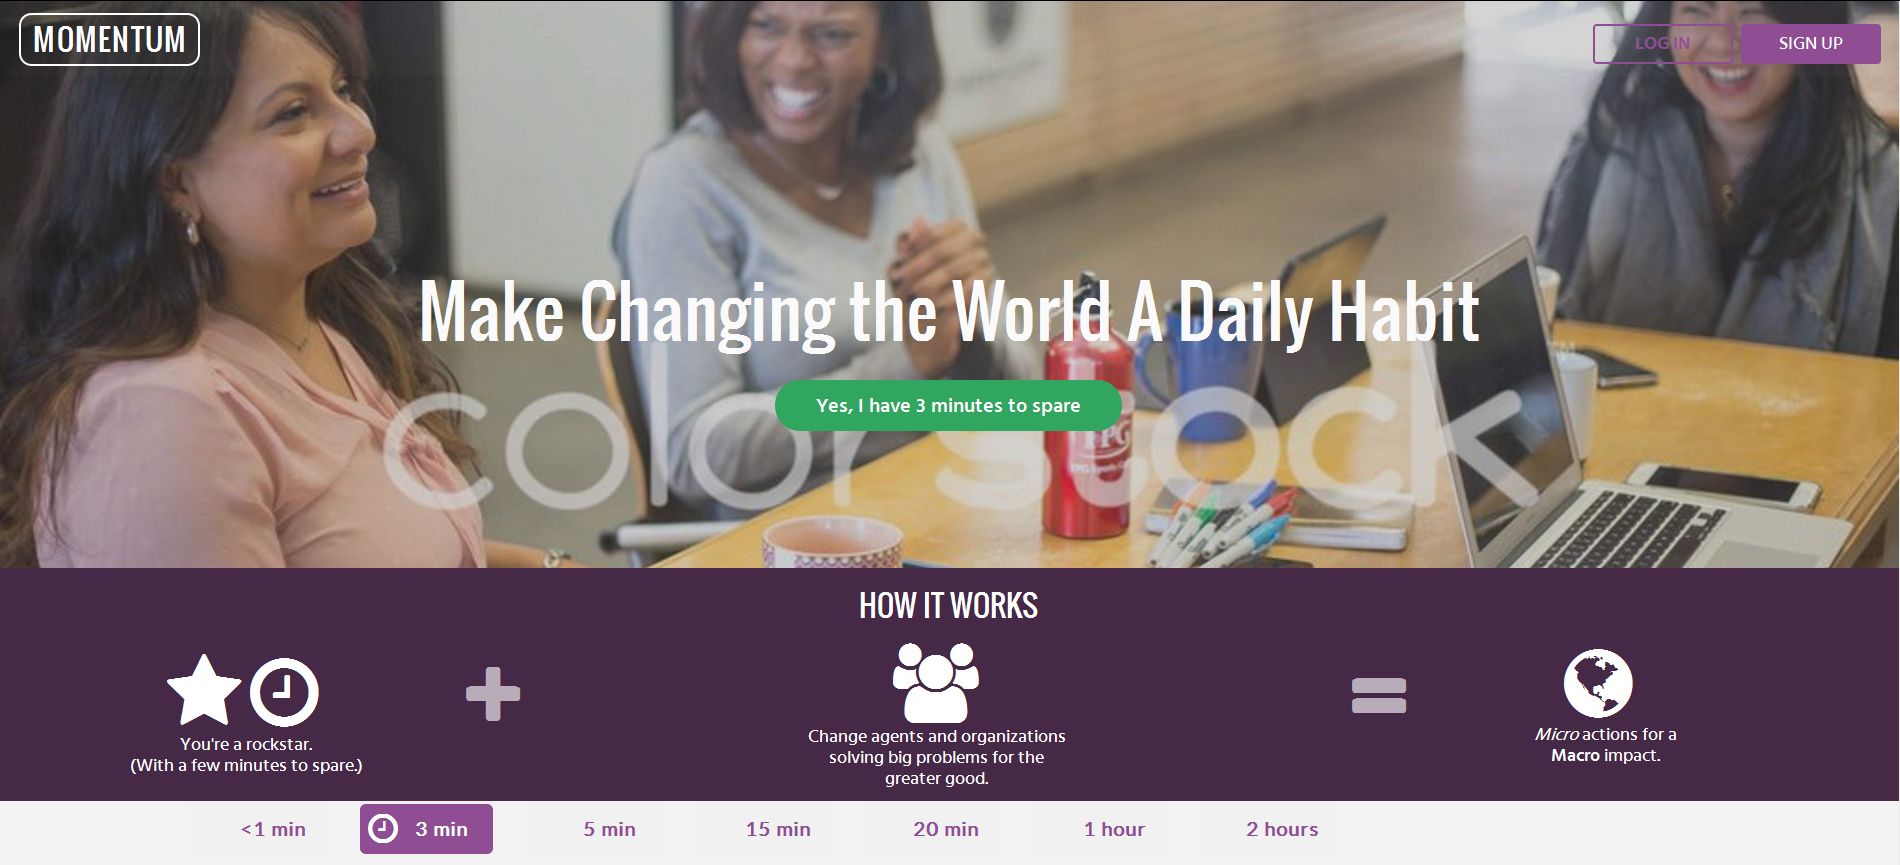 MOMENTUM
LOG IN
SIGN UP
Make Changing the World A Daily Habit
Yes, I have 3 minutes to spare
colorstock
EPG
HOW IT WORKS
You're a rockstar.
(With a few minutes to spare.)
Change agents and organizations
solving big problems for the
greater good.
Micro actions for a
Macro impact.
<1 min
3 min
5 min
15 min
20 min
1 hour
2 hours